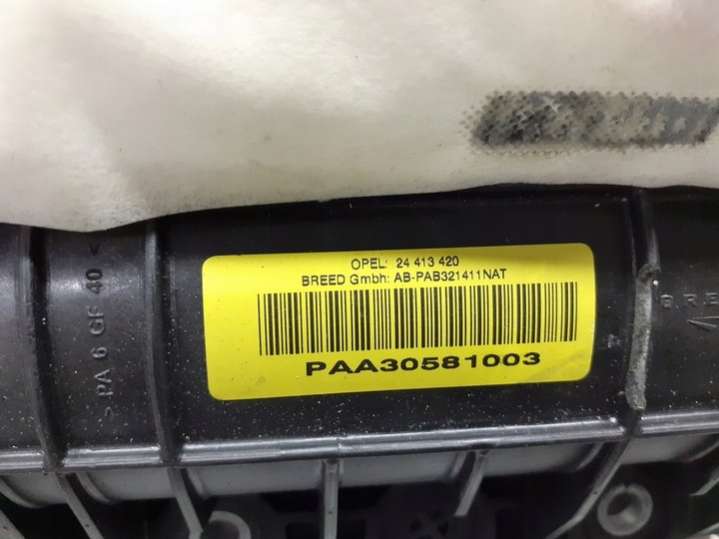 OPEL: 24 413 420
BREED Gmbh: AB-PAB321411NAT
PAA30581003
> PA 6 GF 40 <